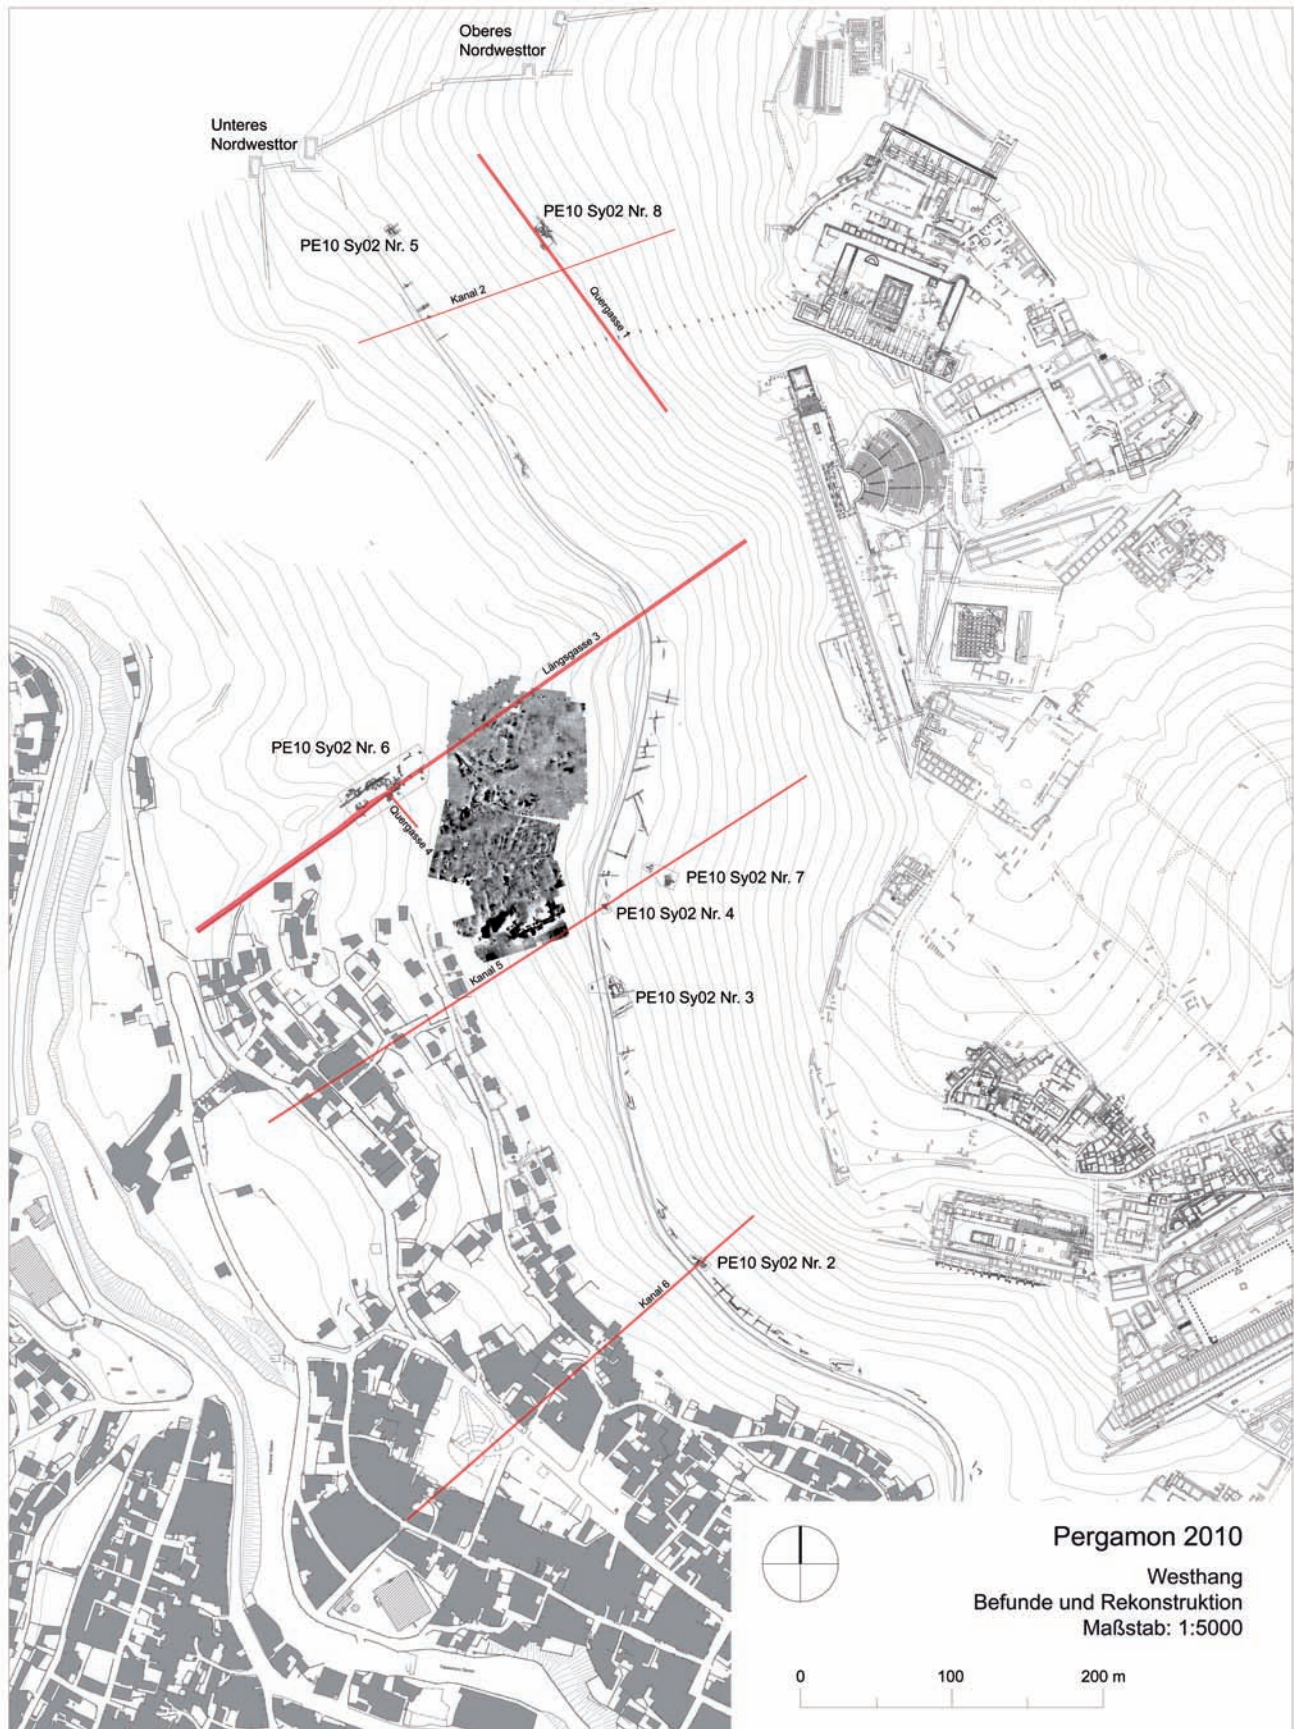 Oberes
Nordwesttor
Unteres
Nordwesttor
PE10 Sy02 Nr. 8
PE10 Sy02 Nr. 5
Kanal 2
Quergasse 1
Längsgasse 3
PE10 Sy02 Nr. 6
Quergasse 4
PE10 Sy02 Nr. 7
PE10 Sy02 Nr. 4
Kanal 5
PE10 Sy02 Nr. 3
PE10 Sy02 Nr. 2
Kanal 6
Pergamon 2010
Westhang
Befunde und Rekonstruktion
Maßstab: 1:5000
0 100 200 m